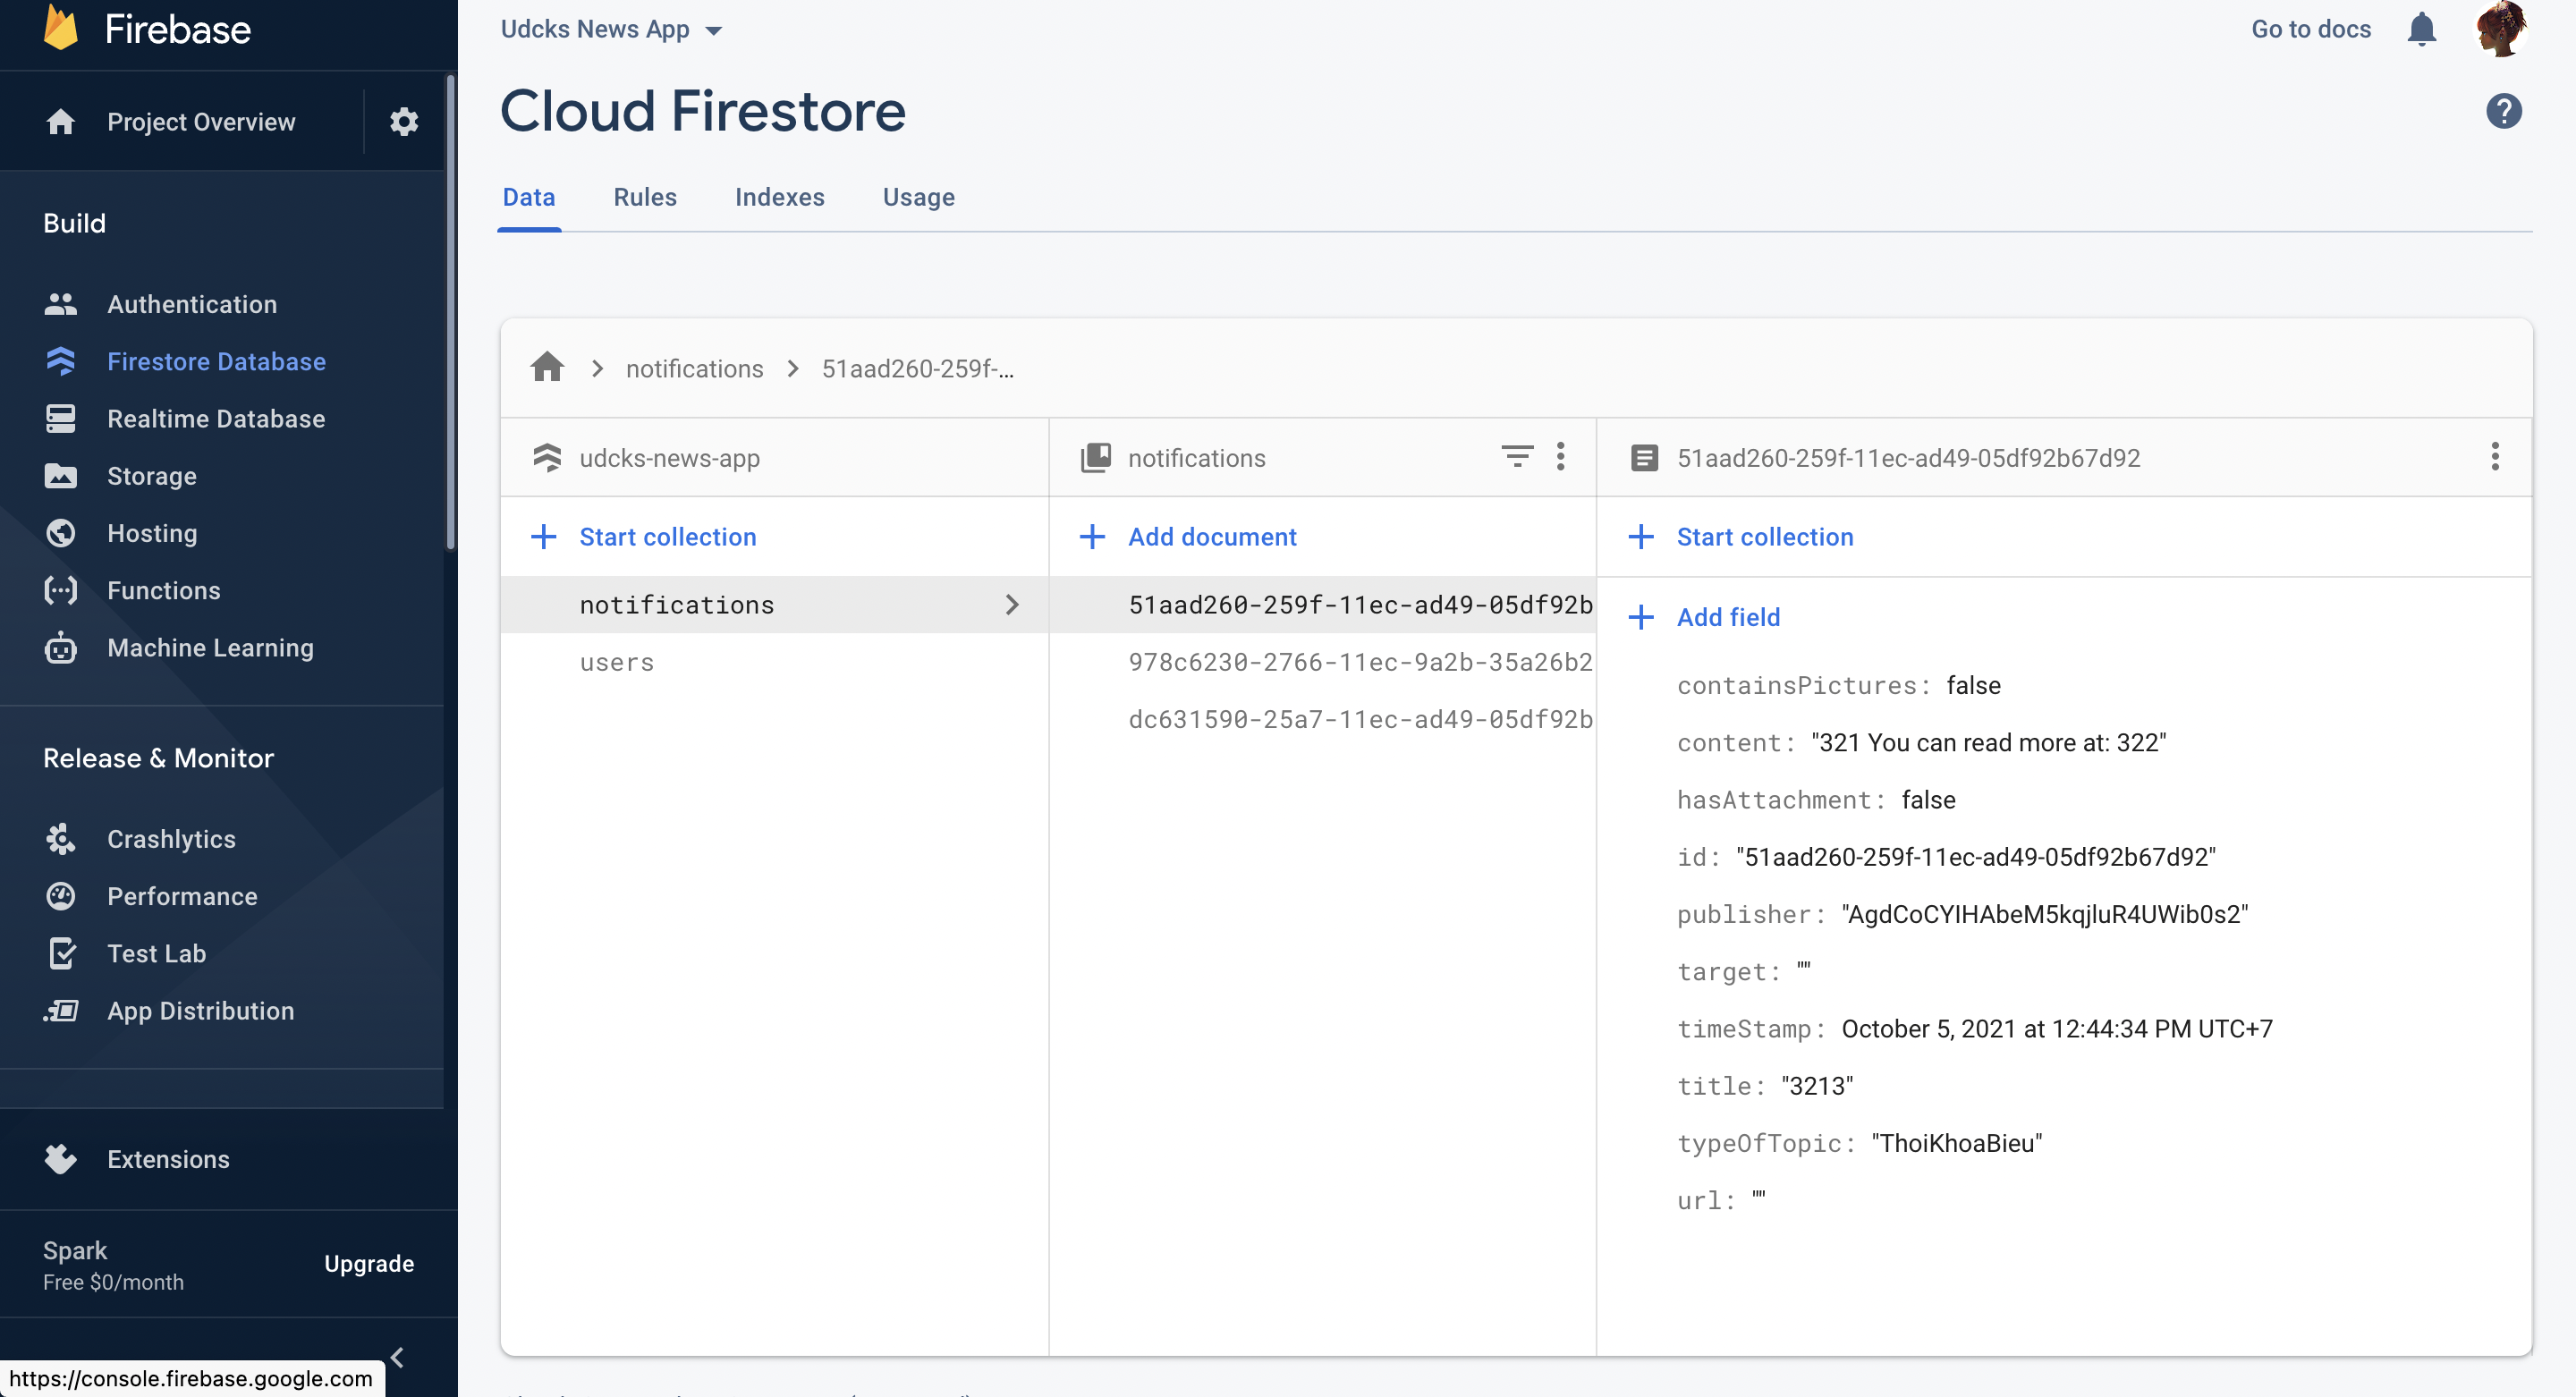 Firebase
Project Overview
Build
Authentication
Firestore Database
Realtime Database
Storage
Hosting
Functions
Machine Learning
Release & Monitor
Crashlytics
Performance
Test Lab
App Distribution
Extensions
Spark
Free $0/month
Upgrade
https://console.firebase.google.com
Udcks News App
Go to docs
Cloud Firestore
Data Rules Indexes Usage
notifications 51aad260-259f-...
udcks-news-app
Start collection
notifications
users
notifications
Add document
51aad260-259f-11ec-ad49-05df92b
978c6230-2766-11ec-9a2b-35a26b2
dc631590-25a7-11ec-ad49-05df92b
51aad260-259f-11ec-ad49-05df92b67d92
Start collection
Add field
containsPictures: false
content: "321 You can read more at: 322"
hasAttachment: false
id: "51aad260-259f-11ec-ad49-05df92b67d92"
publisher: "AgdCoCYIHAbeM5kqjluR4UWib0s2"
target: ""
timeStamp: October 5, 2021 at 12:44:34 PM UTC+7
title: "3213"
typeOfTopic: "ThoiKhoaBieu"
url: ""